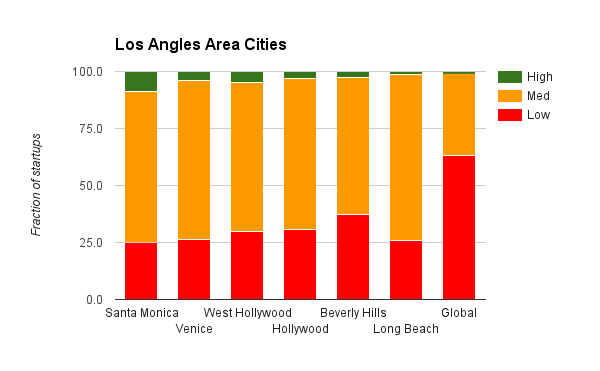 Los Angles Area Cities
Fraction of startups
100.0
75.0
50.0
25.0
0.0
High
Med
Low
Santa Monica
Venice
West Hollywood
Hollywood
Beverly Hills
Long Beach
Global